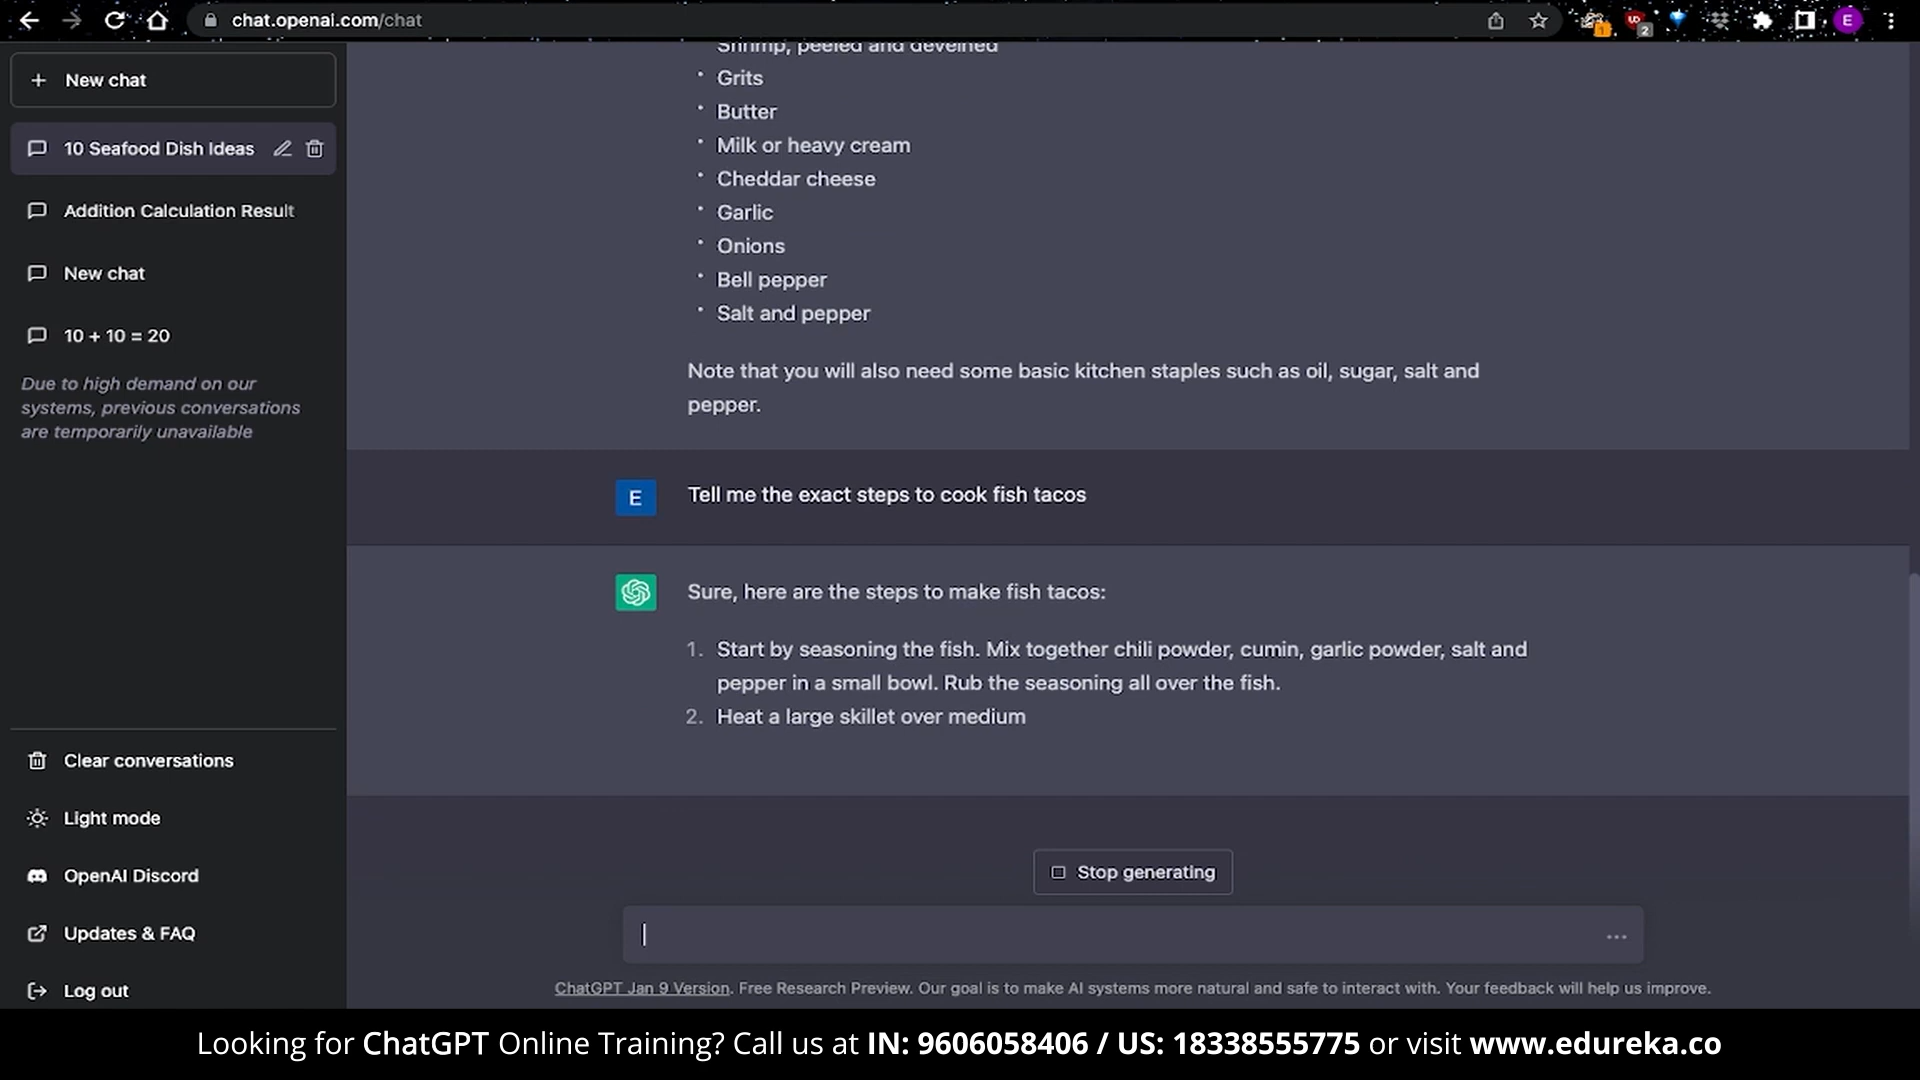 chat.openai.com/chat
E
New chat
10 Seafood Dish Ideas
Addition Calculation Result
New chat
10 + 10 = 20
Due to high demand on our
systems, previous conversations
are temporarily unavailable
Clear conversations
Light mode
OpenAI Discord
Updates & FAQ
Log out
Shrimp, peeled and deveined
• Grits
• Butter
• Milk or heavy cream
• Cheddar cheese
• Garlic
• Onions
• Bell pepper
• Salt and pepper
Note that you will also need some basic kitchen staples such as oil, sugar, salt and
pepper.
E
Tell me the exact steps to cook fish tacos
Sure, here are the steps to make fish tacos:
1. Start by seasoning the fish. Mix together chili powder, cumin, garlic powder, salt and
pepper in a small bowl. Rub the seasoning all over the fish.
2. Heat a large skillet over medium
Stop generating
ChatGPT Jan 9 Version. Free Research Preview. Our goal is to make AI systems more natural and safe to interact with. Your feedback will help us improve.
Looking for ChatGPT Online Training? Call us at IN: 9606058406 / US: 18338555775 or visit www.edureka.co